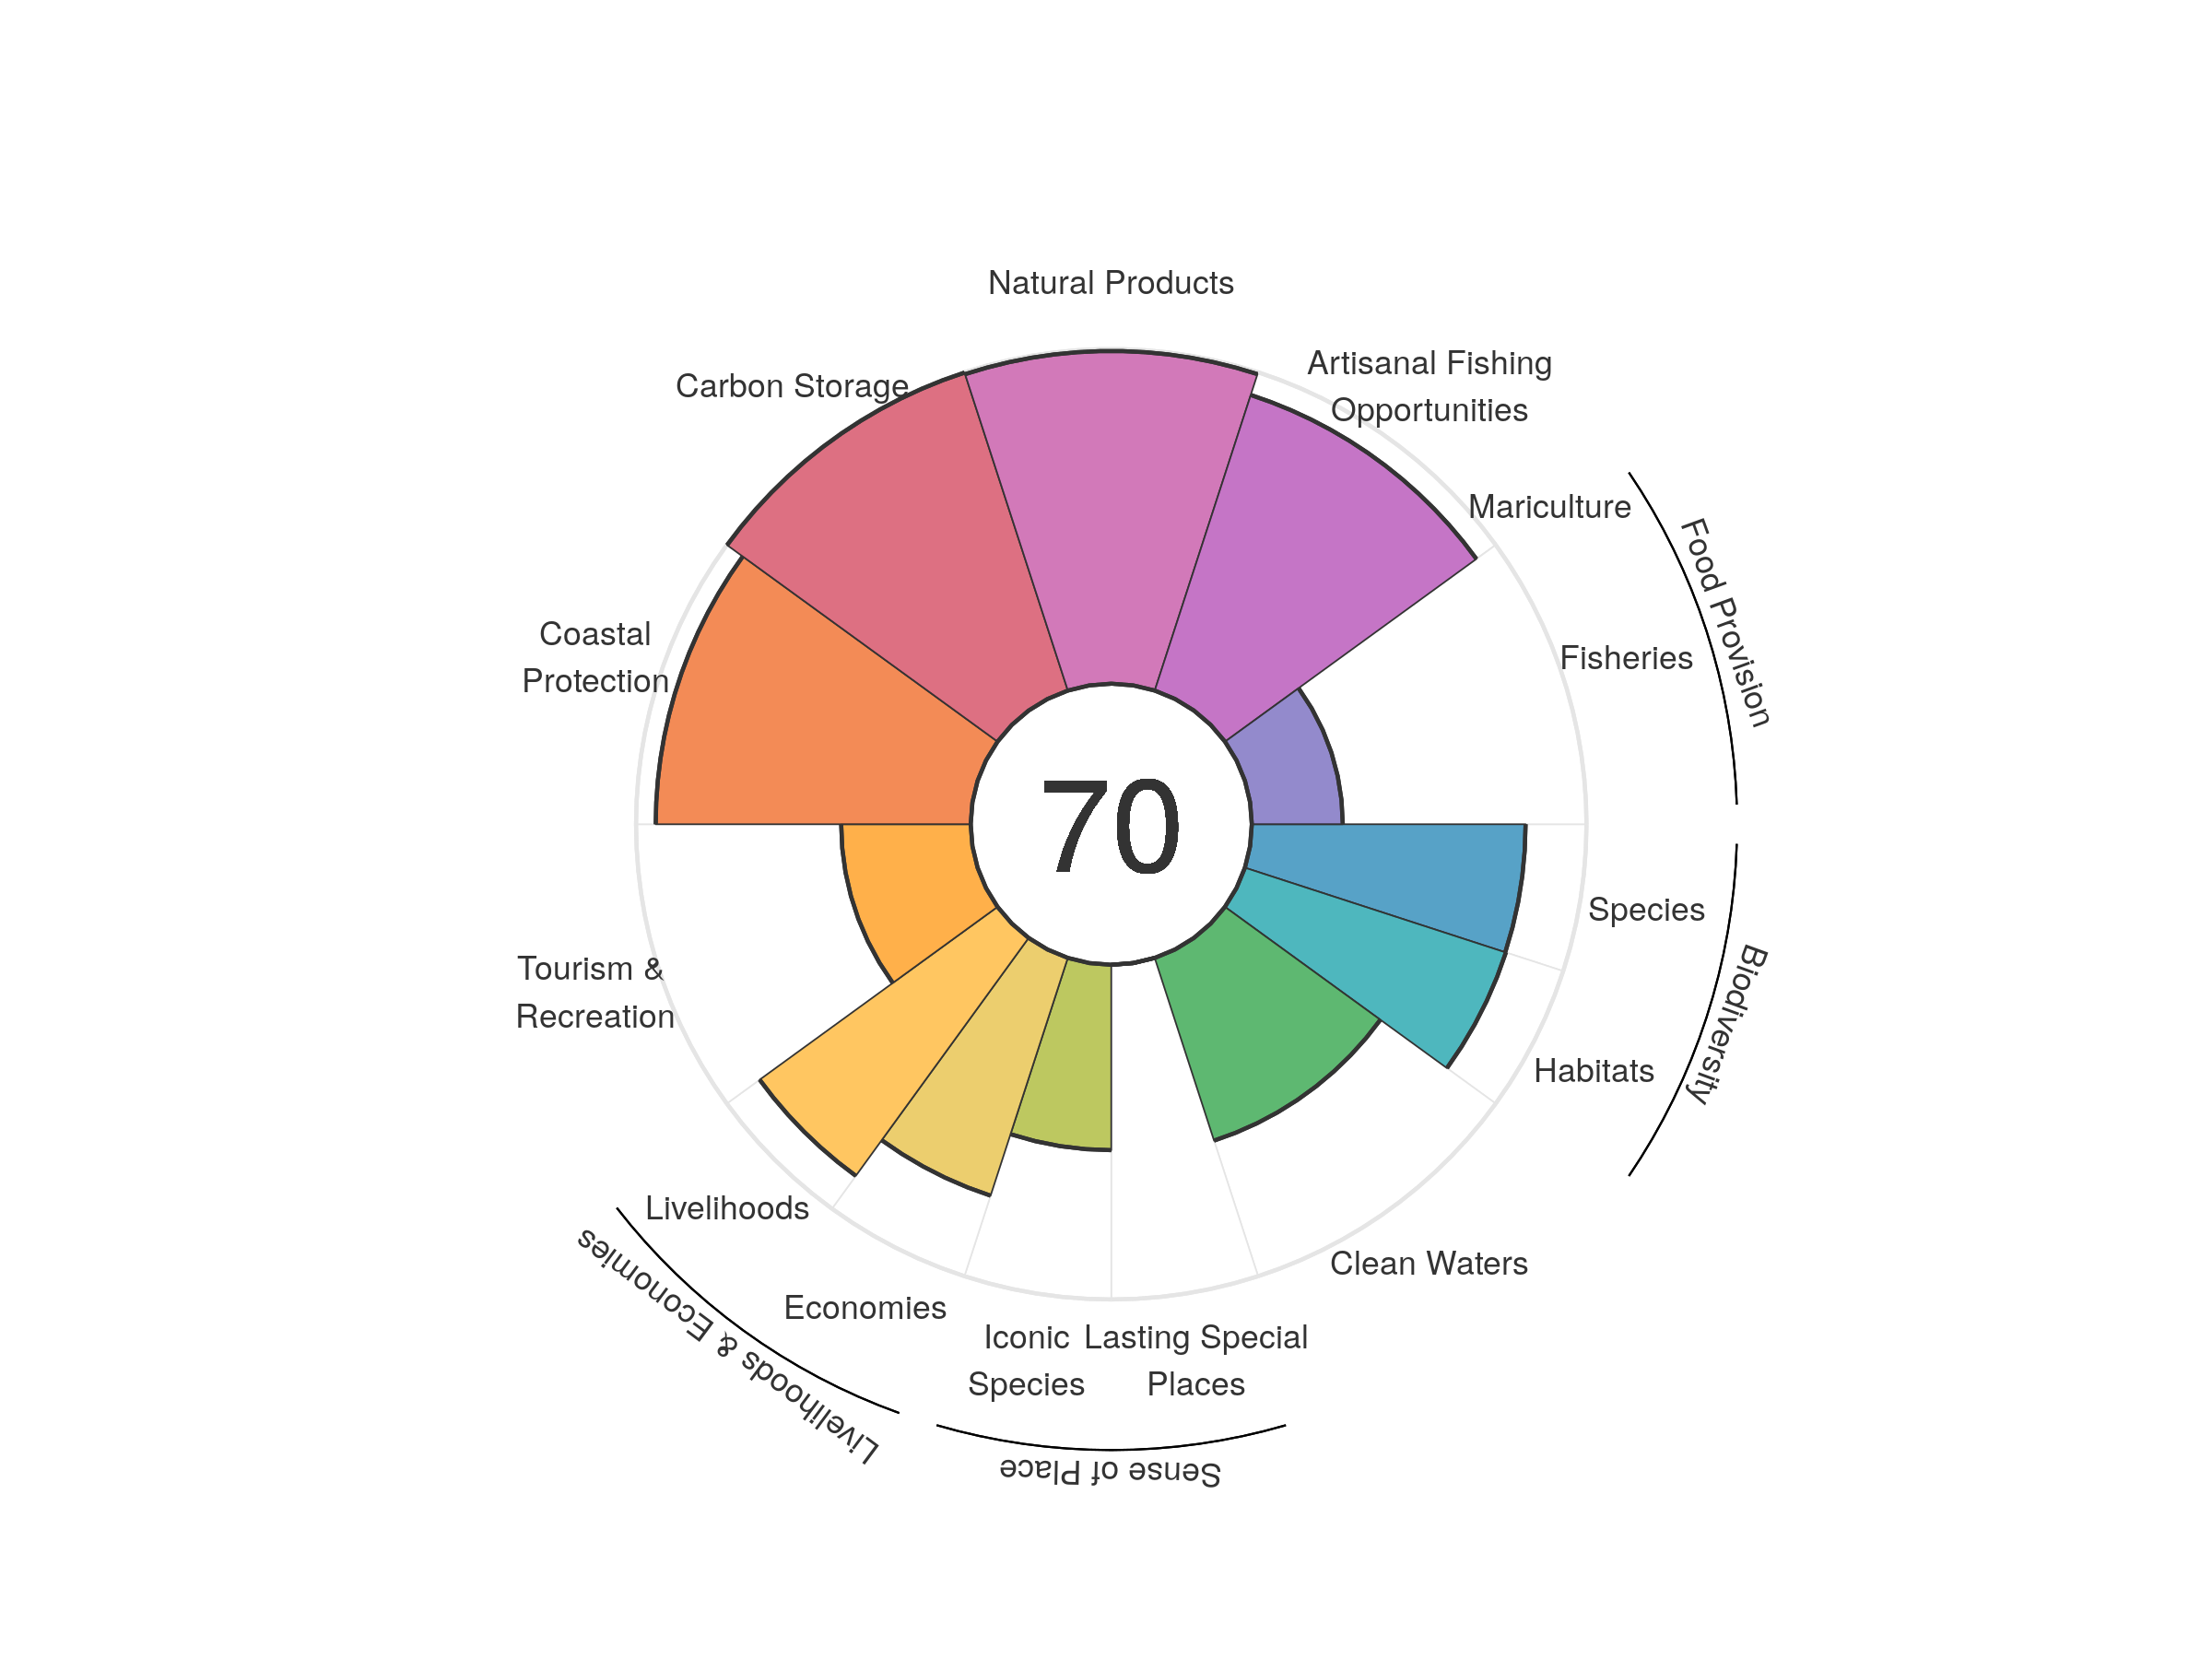 Natural Products
Artisanal Fishing
Opportunities
Carbon Storage
Mariculture
Food Provision
Fisheries
Coastal
Protection
70
Species
Biodiversity
Tourism &
Recreation
Habitats
Livelihoods
Livelihoods & Economies
Clean Waters
Economies
Iconic
Species
Lasting Special
Places
Sense of Place